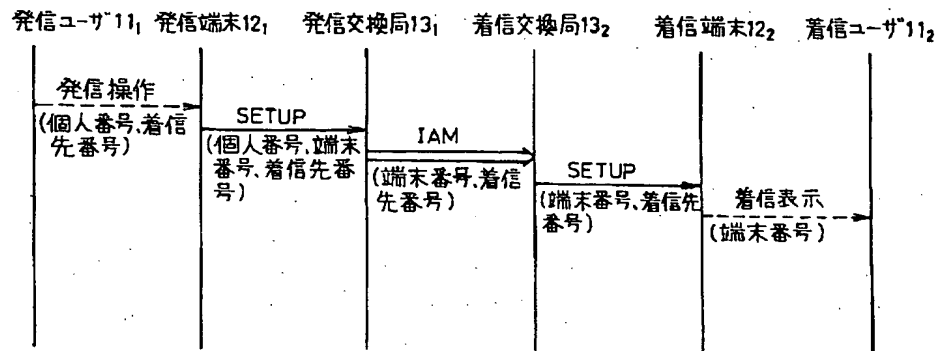 発信ユーザ11₁ 発信端末12₁ 発信交換局13₁ 着信交換局13₂ 着信端末12₂ 着信ユーザ11₂
発信操作
(個人番号、着信
先番号)
SETUP
(個人番号、端末
番号、着信先番
号)
IAM
(端末番号、着信
先番号)
SETUP
(端末番号、着信先
番号)
着信表示
(端末番号)